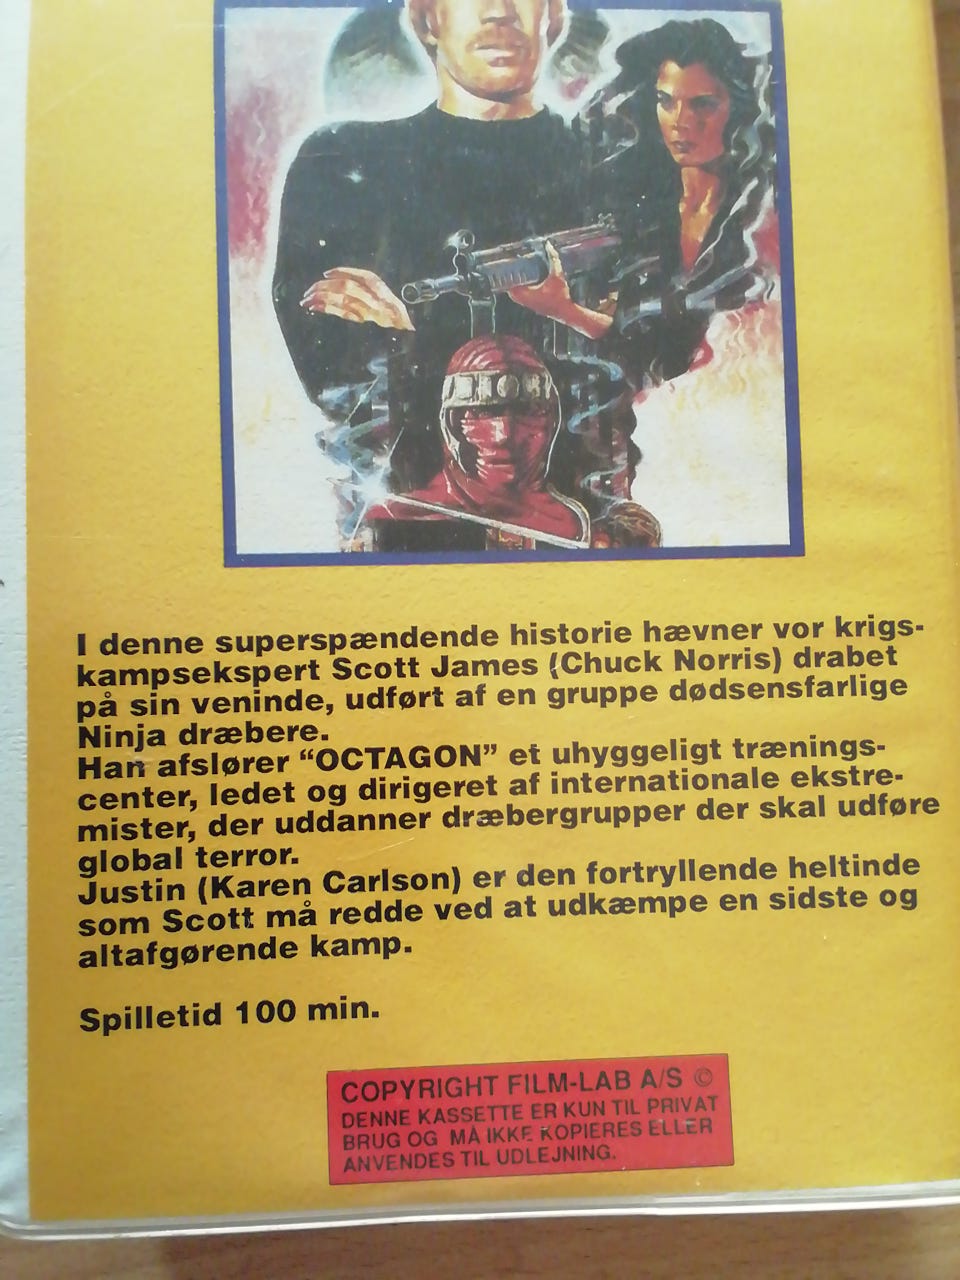 I denne superspændende historie hævner vor krigs-
kampsekspert Scott James (Chuck Norris) drabet
på sin veninde, udført af en gruppe dødsensfarlige
Ninja dræbere.
Han afslører “OCTAGON” et uhyggeligt trænings-
center, ledet og dirigeret af internationale ekstre-
mister, der uddanner dræbergrupper der skal udføre
global terror.
Justin (Karen Carlson) er den fortryllende heltinde
som Scott må redde ved at udkæmpe en sidste og
altafgørende kamp.
Spilletid 100 min.
COPYRIGHT FILM-LAB A/S ©
DENNE KASSETTE ER KUN TIL PRIVAT
BRUG OG MÅ IKKE KOPIERES ELLER
ANVENDES TIL UDLEJNING.